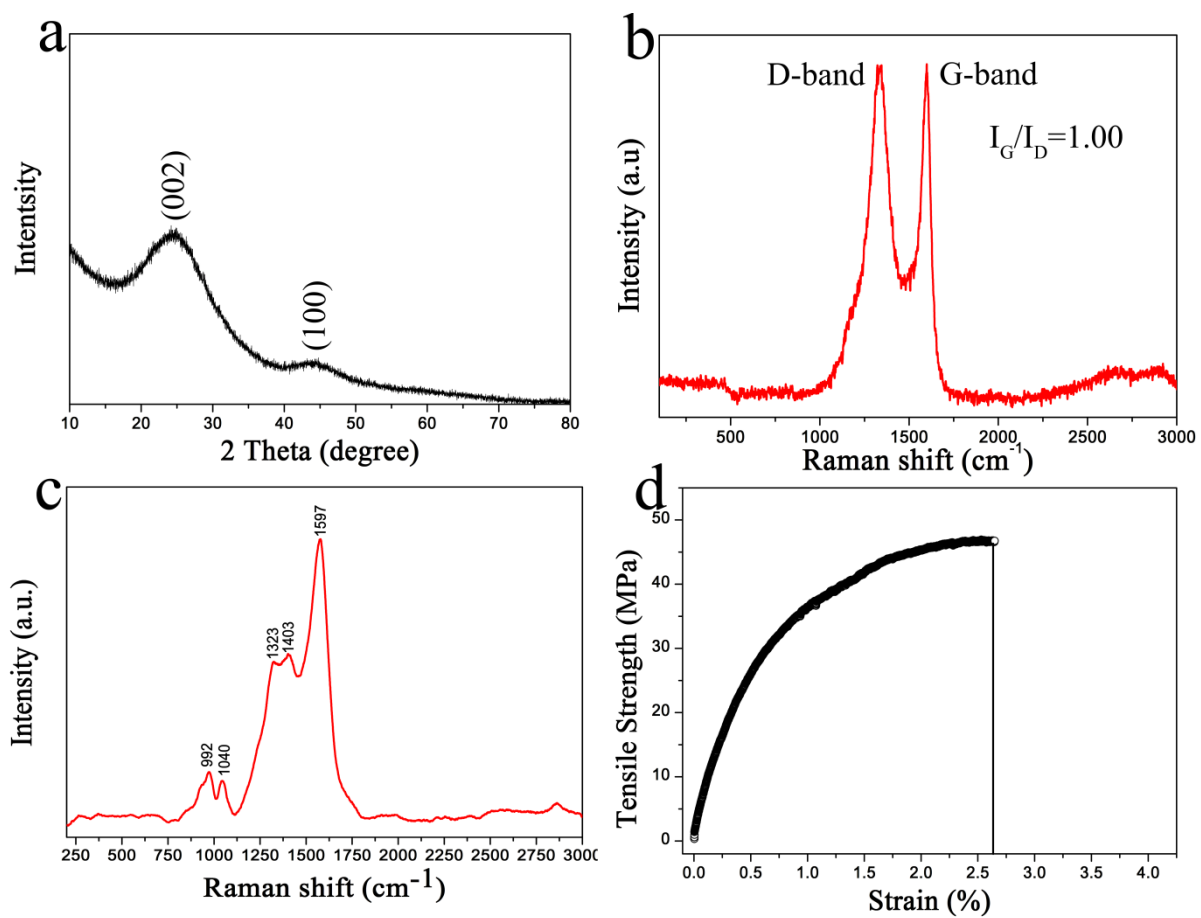 a
Intentsity
(002)
(100)
10 20 30 40 50 60 70 80
2 Theta (degree)
b
D-band G-band
I_G/I_D=1.00
Intensity (a.u)
500 1000 1500 2000 2500 3000
Raman shift (cm⁻¹)
c
1597
1323
1403
992
1040
Intensity (a.u.)
250 500 750 1000 1250 1500 1750 2000 2250 2500 2750 3000
Raman shift (cm⁻¹)
d
50
40
30
20
10
0
Tensile Strength (MPa)
0.0 0.5 1.0 1.5 2.0 2.5 3.0 3.5 4.0
Strain (%)